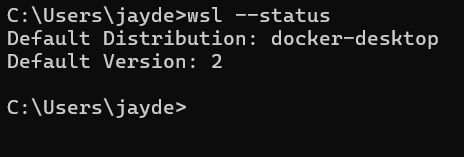 C:\Users\jayde>wsl --status
Default Distribution: docker-desktop
Default Version: 2
C:\Users\jayde>